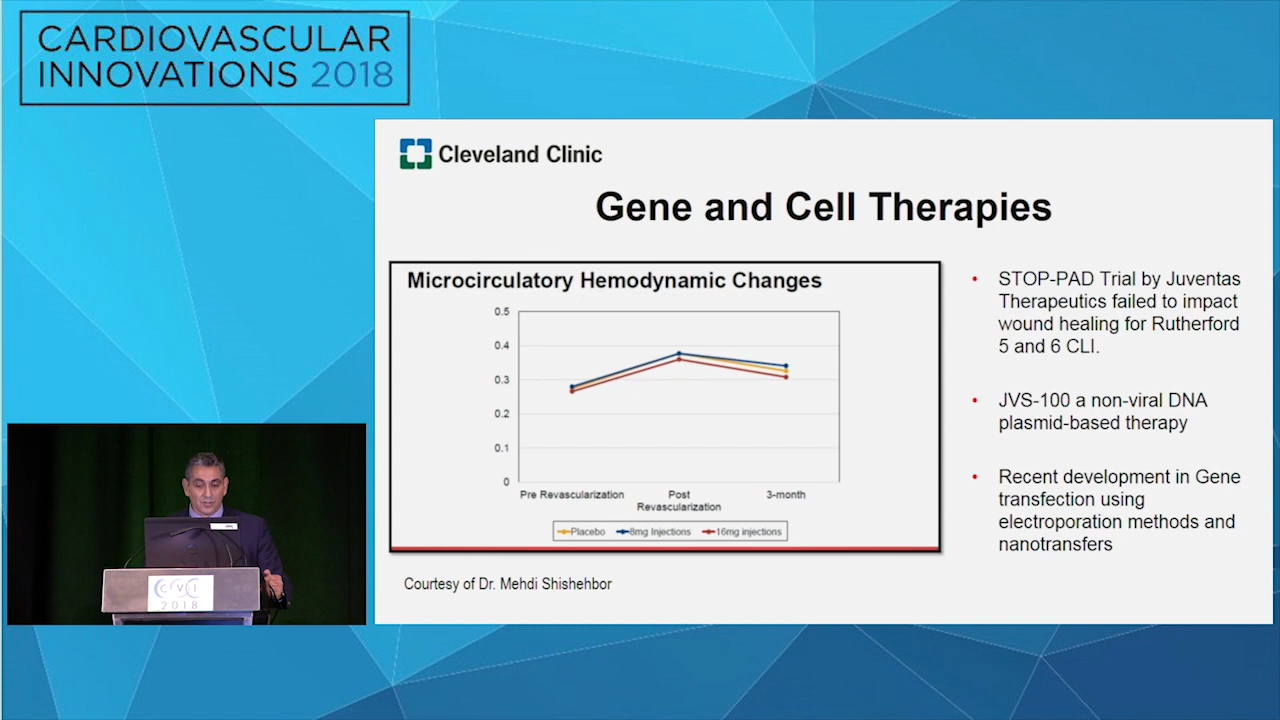 CARDIOVASCULAR
INNOVATIONS 2018
Cleveland Clinic
Gene and Cell Therapies
Microcirculatory Hemodynamic Changes
0.5
0.4
0.3
0.2
0.1
0
Pre Revascularization
Post
Revascularization
3-month
Placebo
8mg Injections
16mg injections
Courtesy of Dr. Mehdi Shishehbor
• STOP-PAD Trial by Juventas
Therapeutics failed to impact
wound healing for Rutherford
5 and 6 CLI.
• JVS-100 a non-viral DNA
plasmid-based therapy
• Recent development in Gene
transfection using
electroporation methods and
nanotransfers
C V I
2018